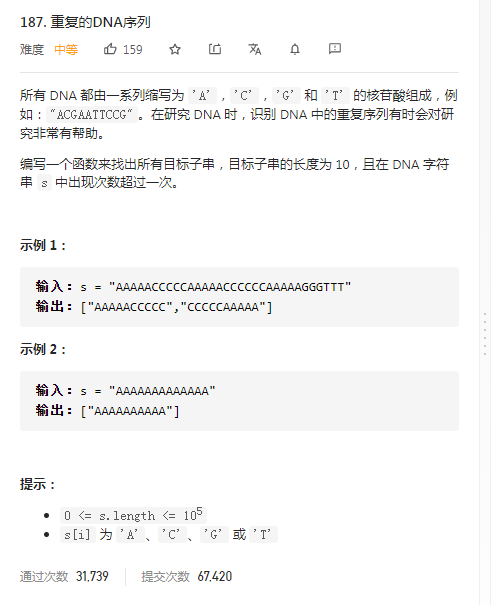 187. 重复的DNA序列
难度 中等 159
所有 DNA 都由一系列缩写为 'A'，'C'，'G' 和 'T' 的核苷酸组成，例
如："ACGAATTCCG"。在研究 DNA 时，识别 DNA 中的重复序列有时会对研
究非常有帮助。
编写一个函数来找出所有目标子串，目标子串的长度为 10，且在 DNA 字符
串 s 中出现次数超过一次。
示例 1：
输入：s = "AAAAACCCCCAAAAACCCCCCAAAAAGGGTTT"
输出：["AAAAACCCCC","CCCCCAAAAA"]
示例 2：
输入：s = "AAAAAAAAAAAAA"
输出：["AAAAAAAAAA"]
提示：
0 <= s.length <= 10⁵
s[i] 为 'A'、'C'、'G' 或 'T'
通过次数 31,739 提交次数 67,420